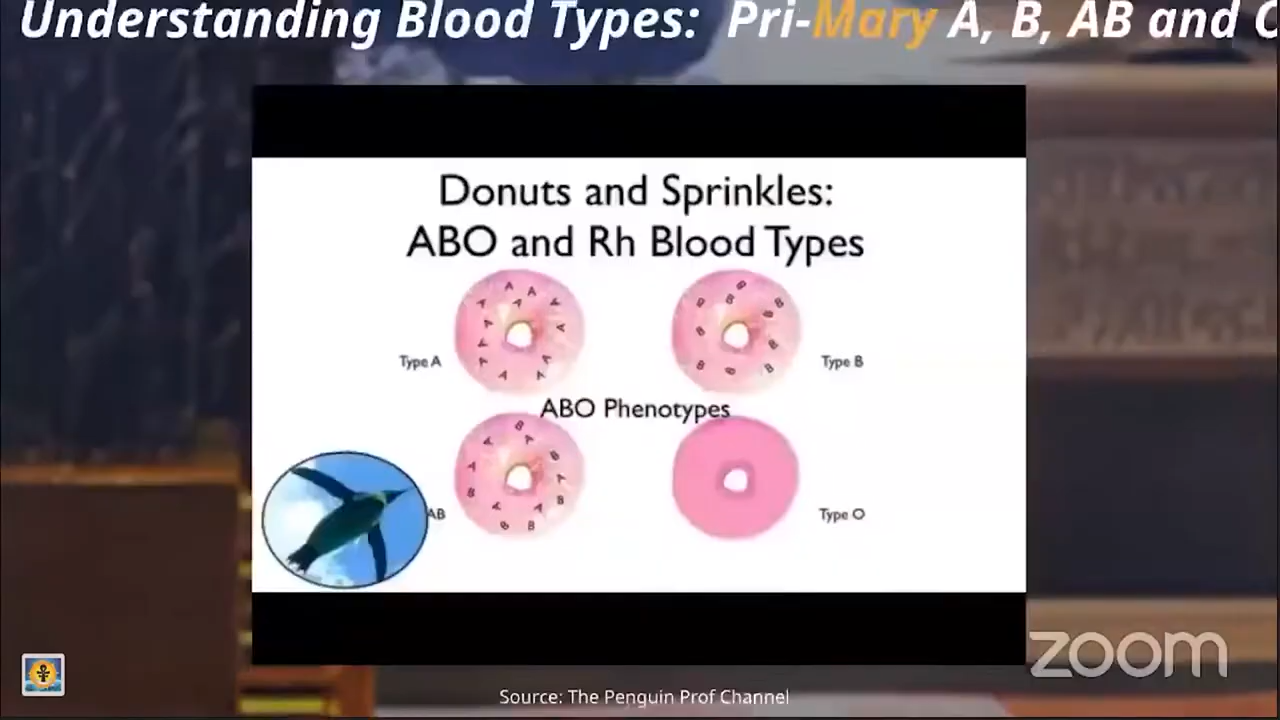 Understanding Blood Types: Pri-Mary A, B, AB and
Donuts and Sprinkles:
ABO and Rh Blood Types
A A A A A A A A A A A A A
B B B B B B B B B B B
Type A
Type B
ABO Phenotypes
AB
Type O
zoom
Source: The Penguin Prof Channel